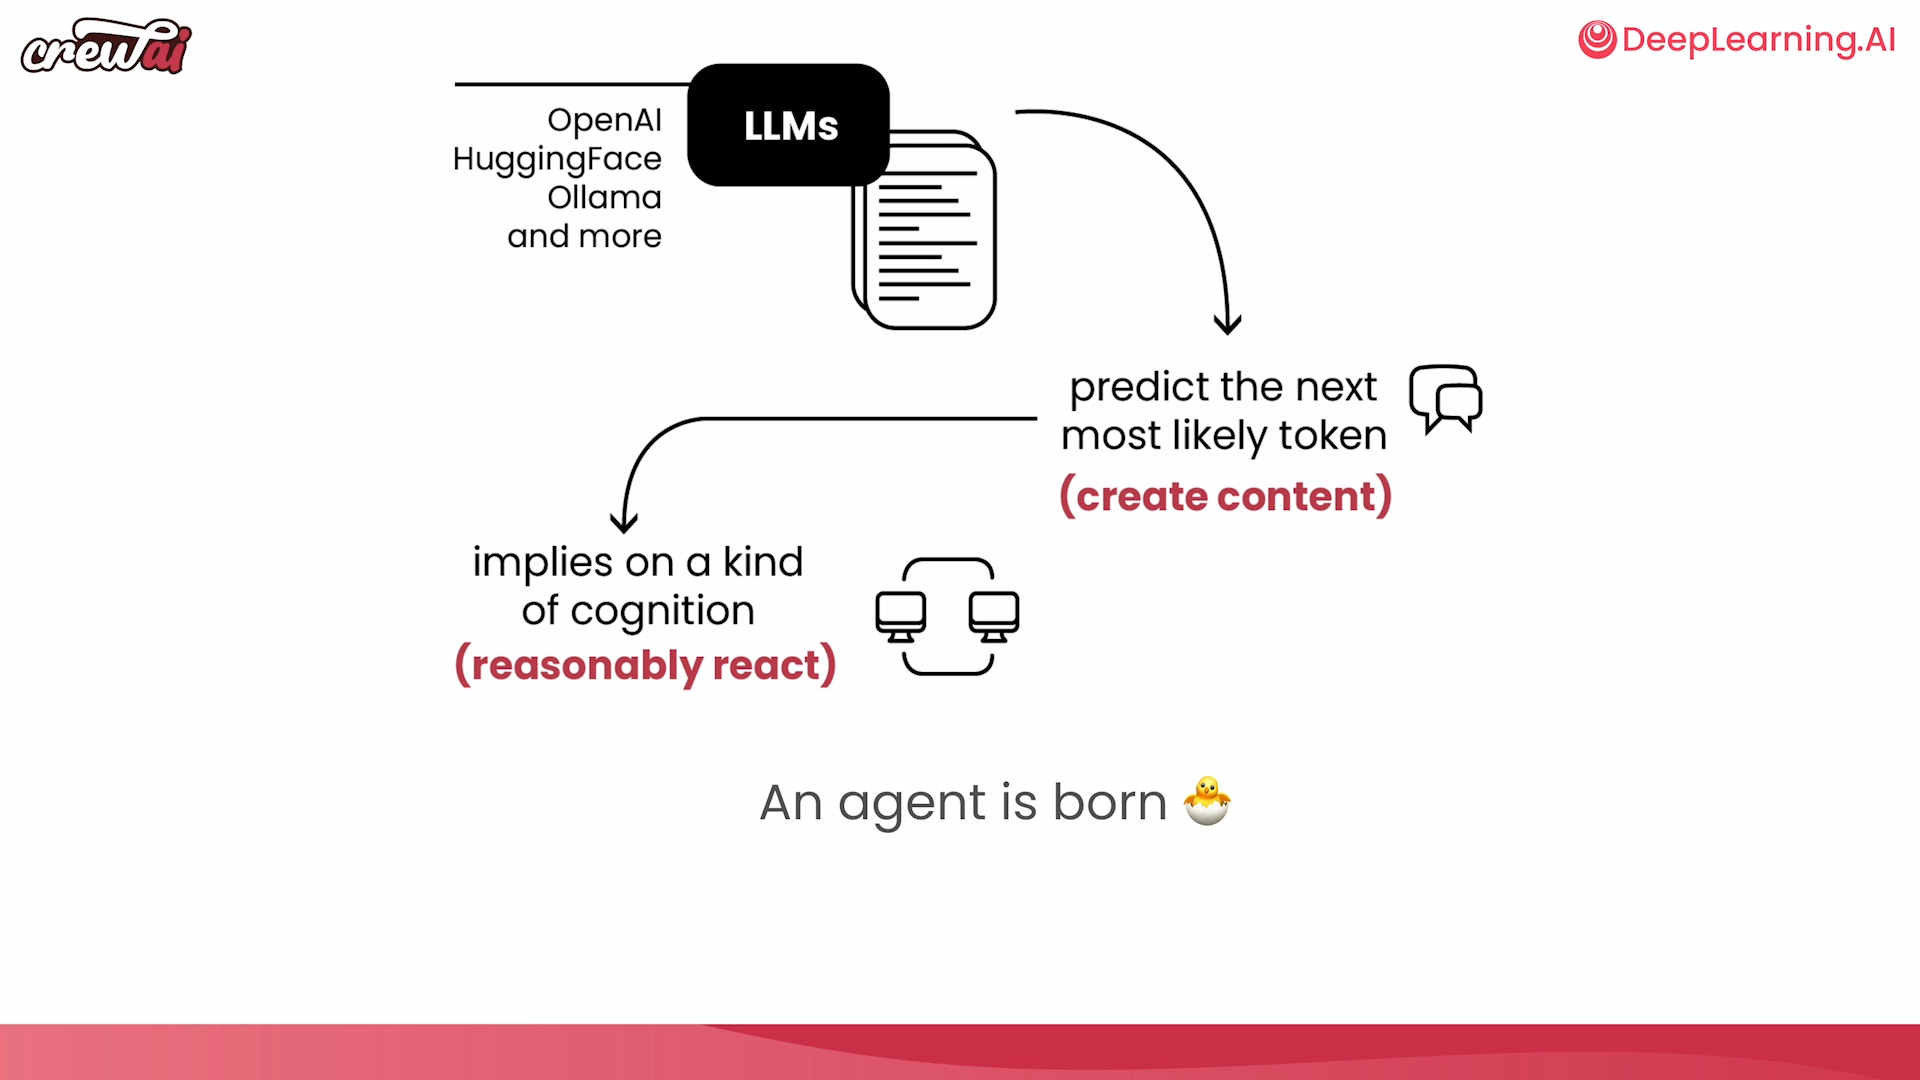 crewai
DeepLearning.AI
LLMs
OpenAI
HuggingFace
Ollama
and more
predict the next
most likely token
(create content)
implies on a kind
of cognition
(reasonably react)
An agent is born 🐣